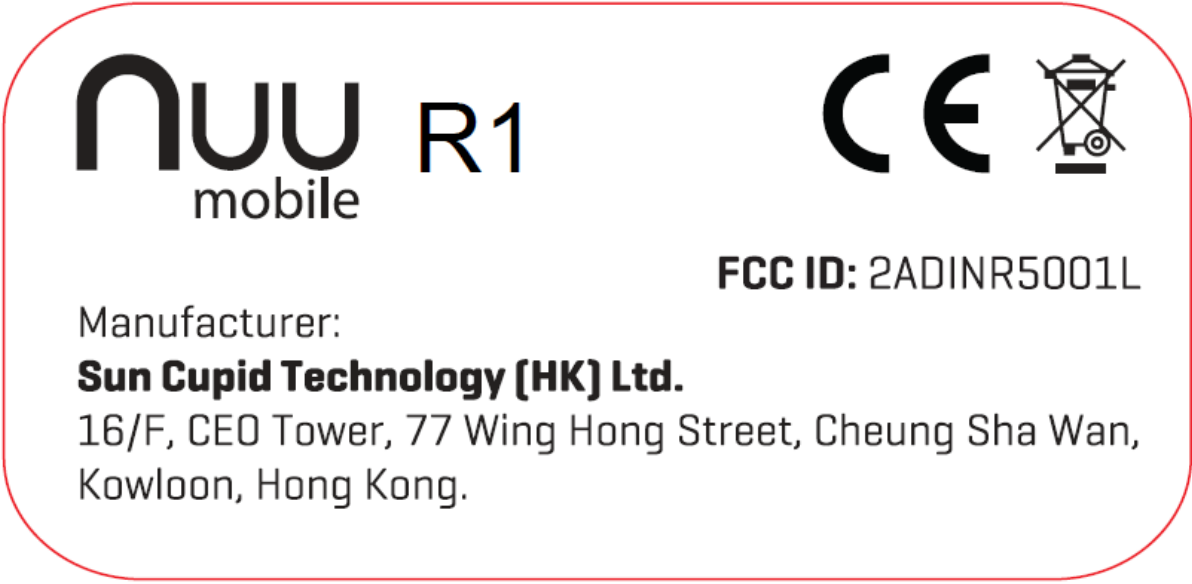 nuu
mobile
R1
CE
FCC ID: 2ADINR5001L
Manufacturer:
Sun Cupid Technology (HK) Ltd.
16/F, CEO Tower, 77 Wing Hong Street, Cheung Sha Wan,
Kowloon, Hong Kong.